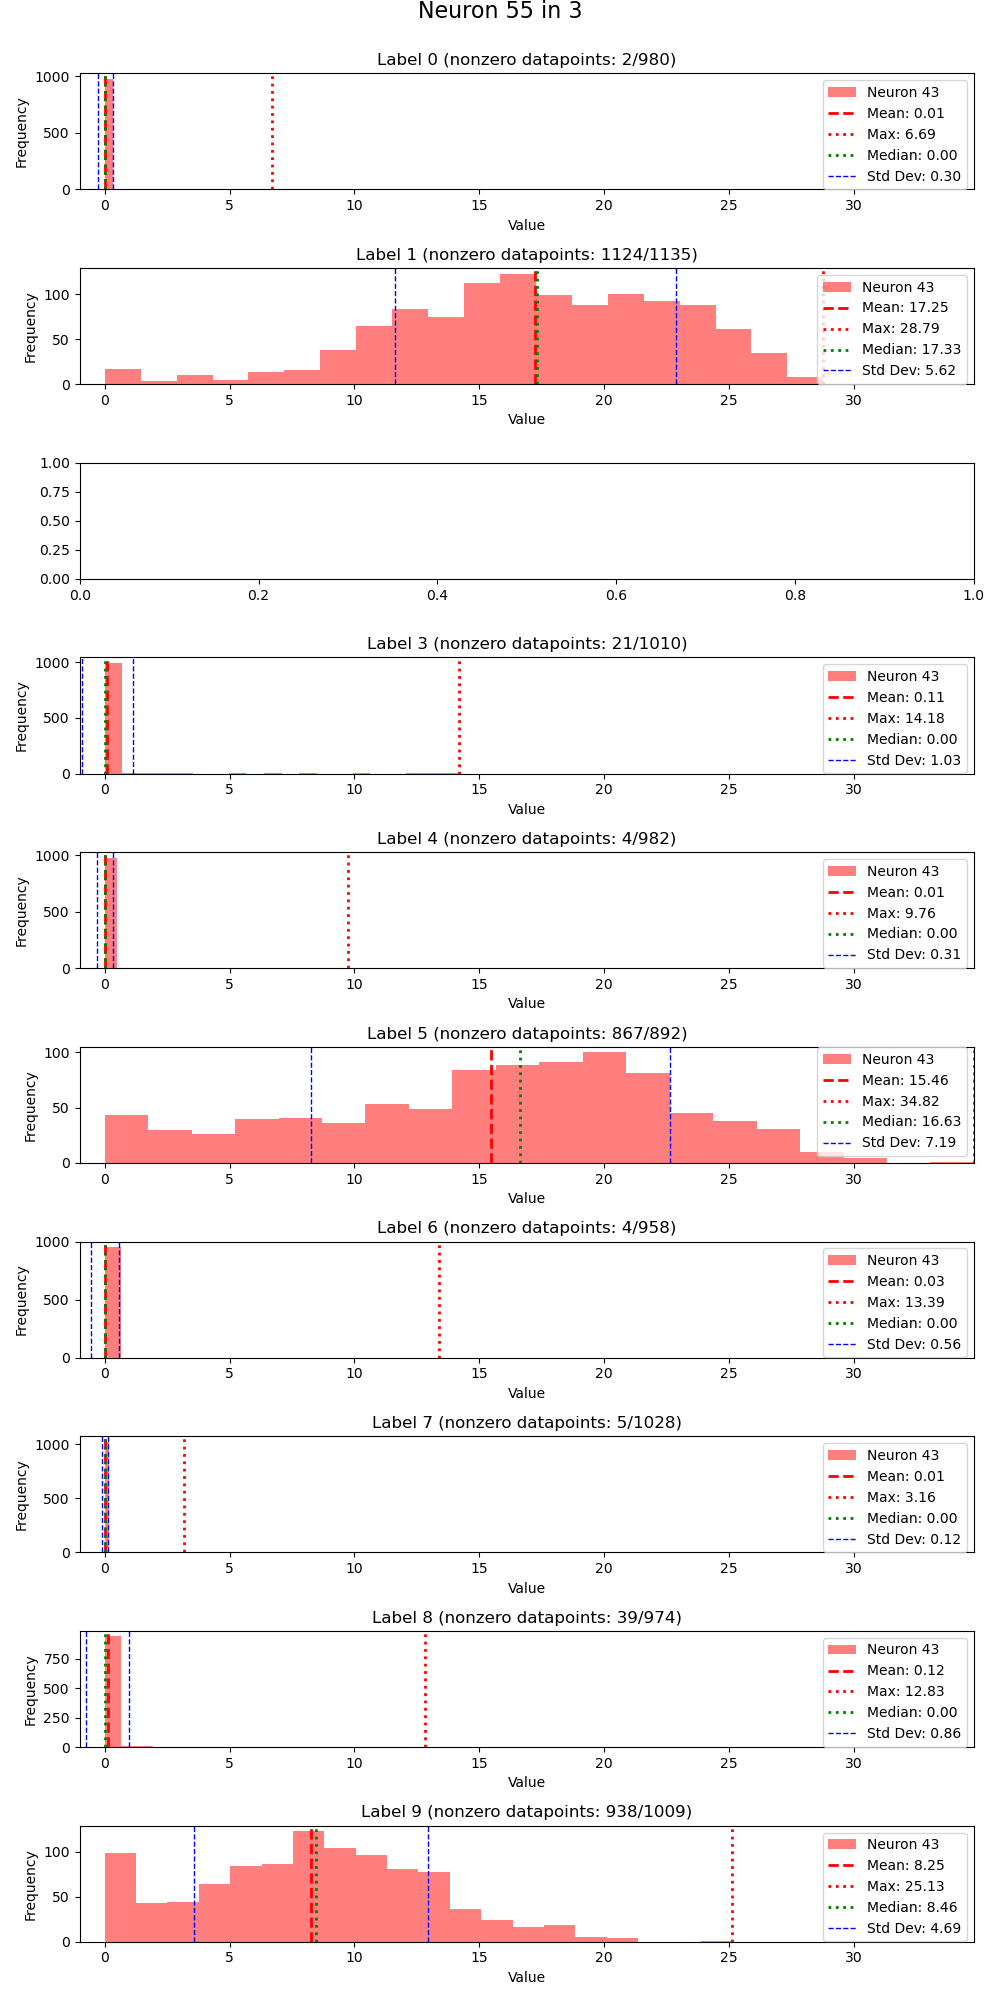 Neuron 55 in 3
Label 0 (nonzero datapoints: 2/980)
Frequency
1000
500
0
Neuron 43
Mean: 0.01
Max: 6.69
Median: 0.00
Std Dev: 0.30
0 5 10 15 20 25 30
Value
Label 1 (nonzero datapoints: 1124/1135)
Frequency
100
50
0
Neuron 43
Mean: 17.25
Max: 28.79
Median: 17.33
Std Dev: 5.62
0 5 10 15 20 25 30
Value
1.00
0.75
0.50
0.25
0.00
0.0 0.2 0.4 0.6 0.8 1.0
Label 3 (nonzero datapoints: 21/1010)
Frequency
1000
500
0
Neuron 43
Mean: 0.11
Max: 14.18
Median: 0.00
Std Dev: 1.03
0 5 10 15 20 25 30
Value
Label 4 (nonzero datapoints: 4/982)
Frequency
1000
500
0
Neuron 43
Mean: 0.01
Max: 9.76
Median: 0.00
Std Dev: 0.31
0 5 10 15 20 25 30
Value
Label 5 (nonzero datapoints: 867/892)
Frequency
100
50
0
Neuron 43
Mean: 15.46
Max: 34.82
Median: 16.63
Std Dev: 7.19
0 5 10 15 20 25 30
Value
Label 6 (nonzero datapoints: 4/958)
Frequency
1000
500
0
Neuron 43
Mean: 0.03
Max: 13.39
Median: 0.00
Std Dev: 0.56
0 5 10 15 20 25 30
Value
Label 7 (nonzero datapoints: 5/1028)
Frequency
1000
500
0
Neuron 43
Mean: 0.01
Max: 3.16
Median: 0.00
Std Dev: 0.12
0 5 10 15 20 25 30
Value
Label 8 (nonzero datapoints: 39/974)
Frequency
750
500
250
0
Neuron 43
Mean: 0.12
Max: 12.83
Median: 0.00
Std Dev: 0.86
0 5 10 15 20 25 30
Value
Label 9 (nonzero datapoints: 938/1009)
Frequency
100
50
0
Neuron 43
Mean: 8.25
Max: 25.13
Median: 8.46
Std Dev: 4.69
0 5 10 15 20 25 30
Value